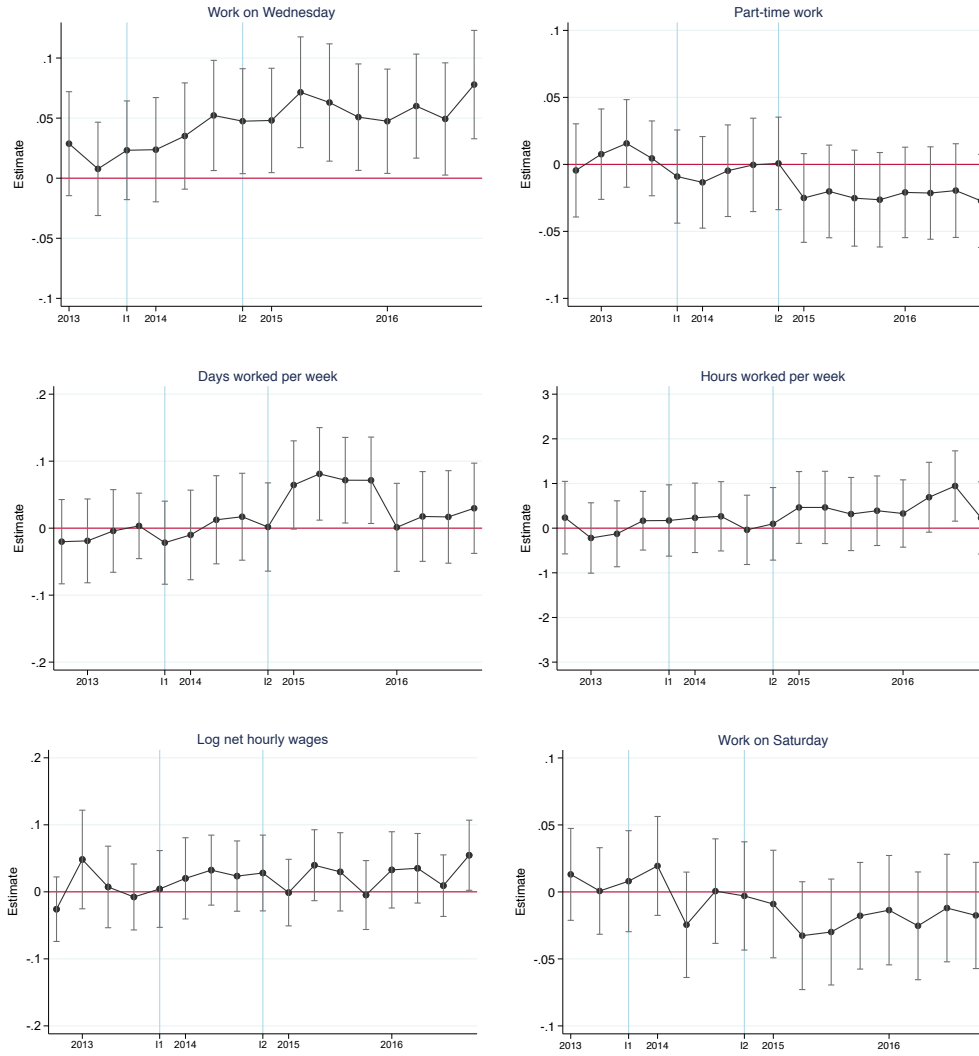 Work on Wednesday
Estimate
.1
.05
0
-.05
-.1
2013 I1 2014 I2 2015 2016
Part-time work
Estimate
.1
.05
0
-.05
-.1
2013 I1 2014 I2 2015 2016
Days worked per week
Estimate
.2
.1
0
-.1
-.2
2013 I1 2014 I2 2015 2016
Hours worked per week
Estimate
3
2
1
0
-1
-2
-3
2013 I1 2014 I2 2015 2016
Log net hourly wages
Estimate
.2
.1
0
-.1
-.2
2013 I1 2014 I2 2015 2016
Work on Saturday
Estimate
.1
.05
0
-.05
-.1
2013 I1 2014 I2 2015 2016